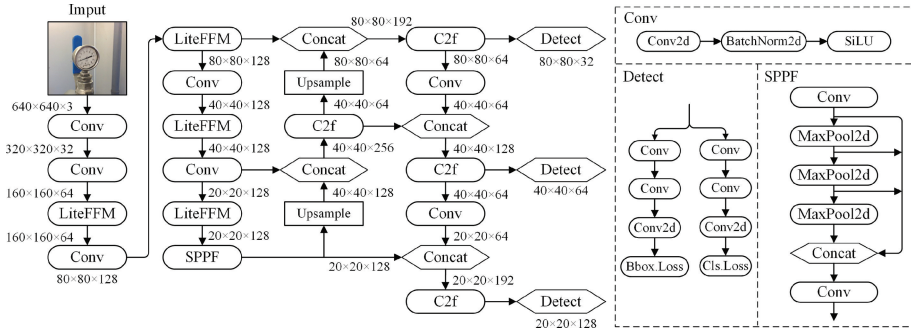 Imput
640×640×3
Conv
320×320×32
Conv
160×160×64
LiteFFM
160×160×64
Conv
80×80×128
LiteFFM
80×80×128
Conv
40×40×128
LiteFFM
40×40×128
Conv
20×20×128
LiteFFM
20×20×128
SPPF
20×20×128
80×80×192
Concat
80×80×64
Upsample
40×40×64
C2f
40×40×256
Concat
40×40×128
Upsample
C2f
80×80×64
Conv
40×40×64
Concat
40×40×128
C2f
40×40×64
Conv
20×20×64
Concat
20×20×192
C2f
Detect
80×80×32
Detect
40×40×64
Detect
20×20×128
Conv
Conv2d
BatchNorm2d
SiLU
Detect
Conv
Conv
Conv
Conv
Conv2d
Conv2d
Bbox.Loss
Cls.Loss
SPPF
Conv
MaxPool2d
MaxPool2d
MaxPool2d
Concat
Conv